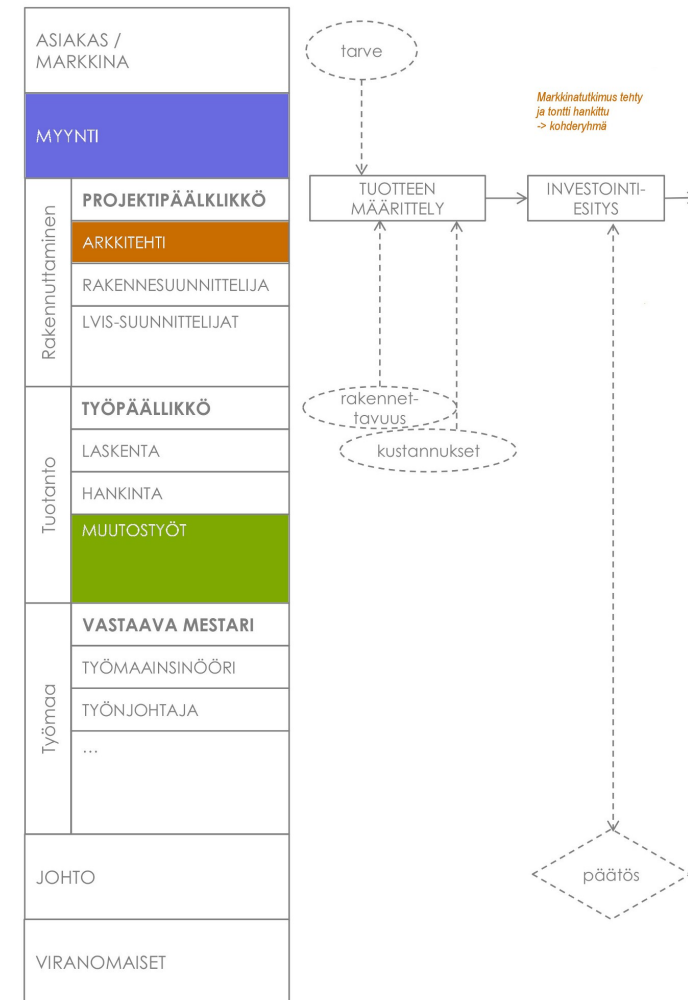 ASIAKAS /
MARKKINA
MYYNTI
Rakennuttaminen
PROJEKTIPÄÄLKLIKKÖ
ARKKITEHTI
RAKENNESUUNNITTELIJA
LVIS-SUUNNITTELIJAT
Tuotanto
TYÖPÄÄLLIKKÖ
LASKENTA
HANKINTA
MUUTOSTYÖT
Työmaa
VASTAAVA MESTARI
TYÖMAAINSINÖÖRI
TYÖNJOHTAJA
...
JOHTO
VIRANOMAISET
tarve
Markkinatutkimus tehty
ja tontti hankittu
-> kohderyhmä
TUOTTEEN
MÄÄRITTELY
INVESTOINTI-
ESITYS
rakennet-
tavuus
kustannukset
päätös